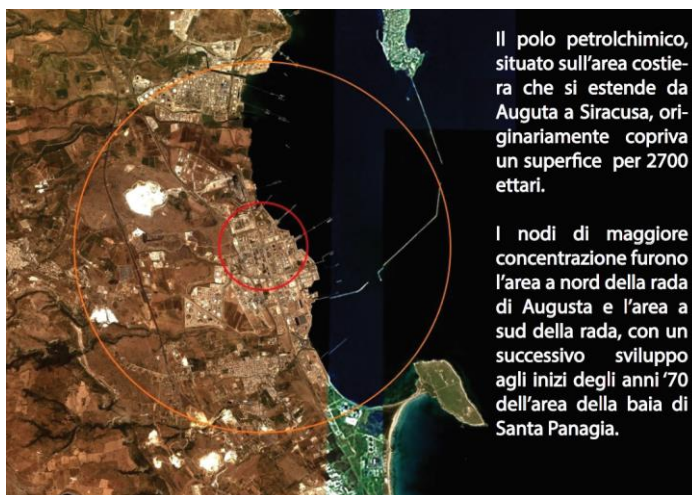 Il polo petrolchimico,
situato sull'area costie-
ra che si estende da
Auguta a Siracusa, ori-
ginariamente copriva
un superfice per 2700
ettari.
I nodi di maggiore
concentrazione furono
l'area a nord della rada
di Augusta e l'area a
sud della rada, con un
successivo sviluppo
agli inizi degli anni '70
dell'area della baia di
Santa Panagia.